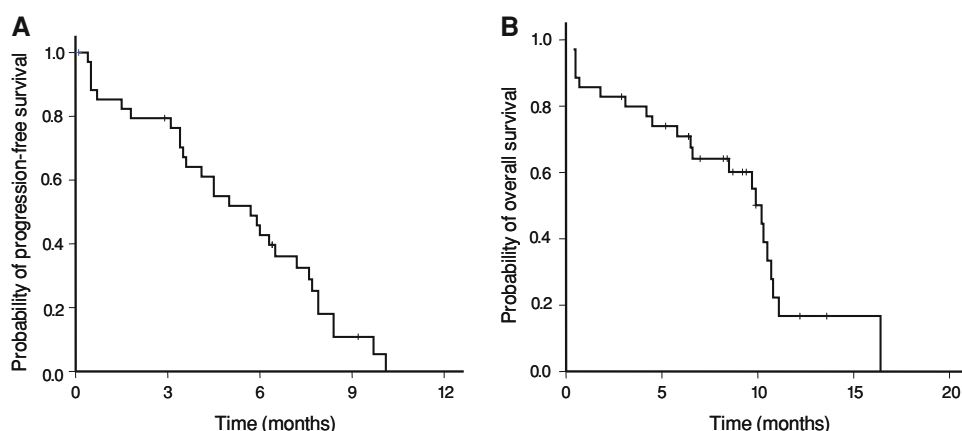 A
Probability of progression-free survival
1.0
0.8
0.6
0.4
0.2
0.0
0 3 6 9 12
Time (months)
B
Probability of overall survival
1.0
0.8
0.6
0.4
0.2
0.0
0 5 10 15 20
Time (months)